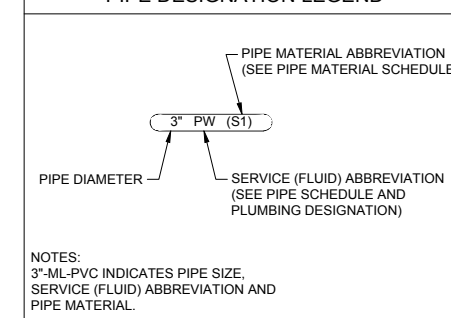 PIPE DESIGNATION LEGEND
PIPE MATERIAL ABBREVIATION
(SEE PIPE MATERIAL SCHEDULE
3" PW (S1)
PIPE DIAMETER
SERVICE (FLUID) ABBREVIATION
(SEE PIPE SCHEDULE AND
PLUMBING DESIGNATION)
NOTES:
3"-ML-PVC INDICATES PIPE SIZE,
SERVICE (FLUID) ABBREVIATION AND
PIPE MATERIAL.